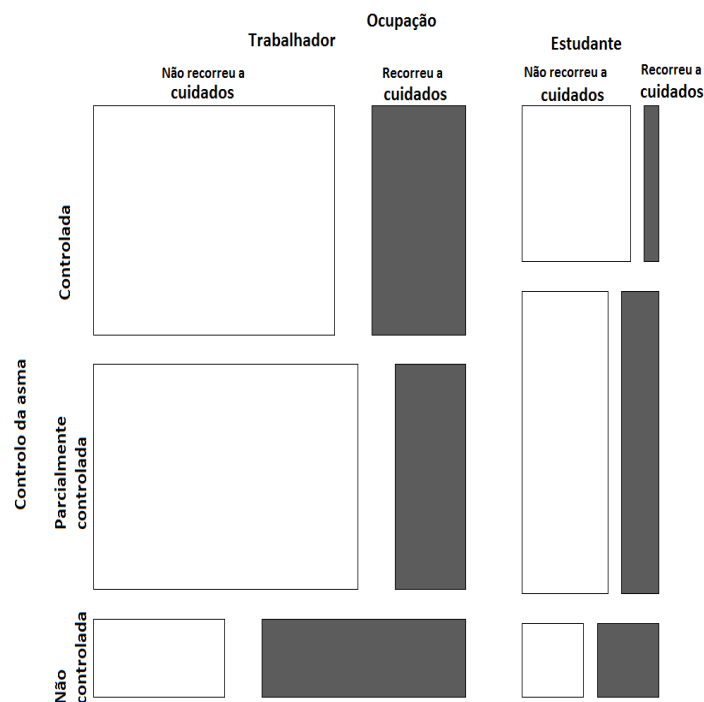 Ocupação
Trabalhador
Estudante
Não recorreu a
cuidados
Recorreu a
cuidados
Não recorreu a
cuidados
Recorreu a
cuidados
Controlo da asma
Controlada
Parcialmente
controlada
Não
controlada